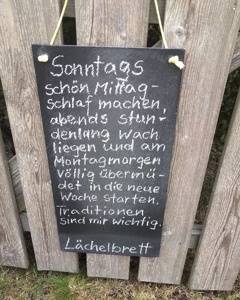 Sonntags
schön Mittag-
schlaf machen,
abends stun-
denlang wach
liegen und am
Montagmorgen
völlig übermü-
det in die neue
Woche starten,
Traditionen
sind mir wichtig.
Lächelbrett